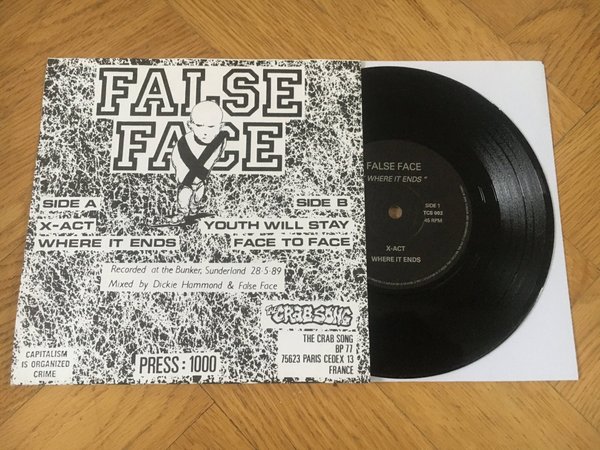 FALSE
FACE
SIDE A
SIDE B
X-ACT
YOUTH WILL STAY
WHERE IT ENDS
FACE TO FACE
Recorded at the Bunker, Sunderland 28-5-89
Mixed by Dickie Hammond & False Face
THE CRAB SONG
THE CRAB SONG
BP 77
75623 PARIS CEDEX 13
FRANCE
CAPITALISM
IS ORGANIZED
CRIME
PRESS : 1000
FALSE FACE
" WHERE IT ENDS "
SIDE 1
TCS 003
45 RPM
X-ACT
WHERE IT ENDS